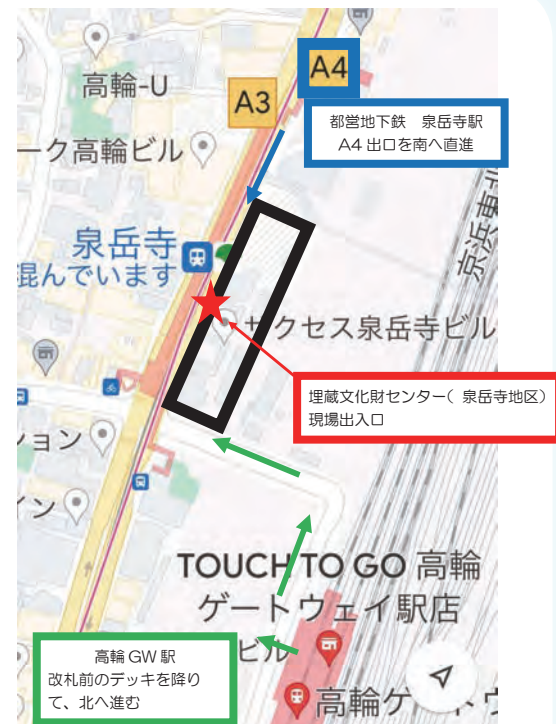 高輪-U
A3
A4
都営地下鉄 泉岳寺駅
A4 出口を南へ直進
ーク高輪ビル
泉岳寺
混んでいます
京浜東
サクセス泉岳寺ビル
埋蔵文化財センター( 泉岳寺地区)
現場出入口
ション
イン
TOUCH TO GO 高輪
ゲートウェイ駅店
ビル
高輪 GW 駅
改札前のデッキを降り
て、北へ進む
高輪ゲートウ